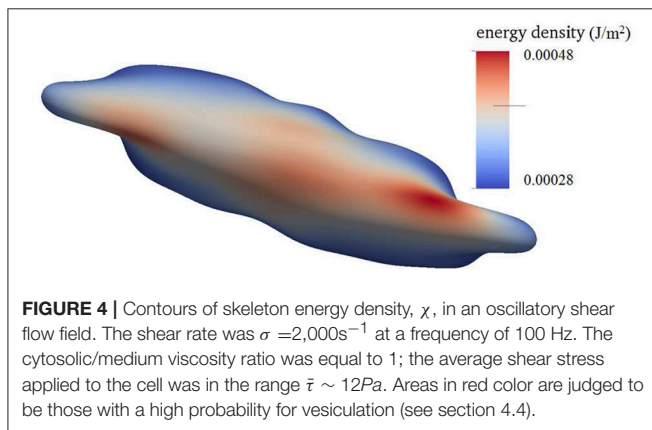 energy density (J/m²)
0.00048
0.00028
FIGURE 4 | Contours of skeleton energy density, χ, in an oscillatory shear
flow field. The shear rate was σ =2,000s⁻¹ at a frequency of 100 Hz. The
cytosolic/medium viscosity ratio was equal to 1; the average shear stress
applied to the cell was in the range τ̄ ∼ 12Pa. Areas in red color are judged to
be those with a high probability for vesiculation (see section 4.4).